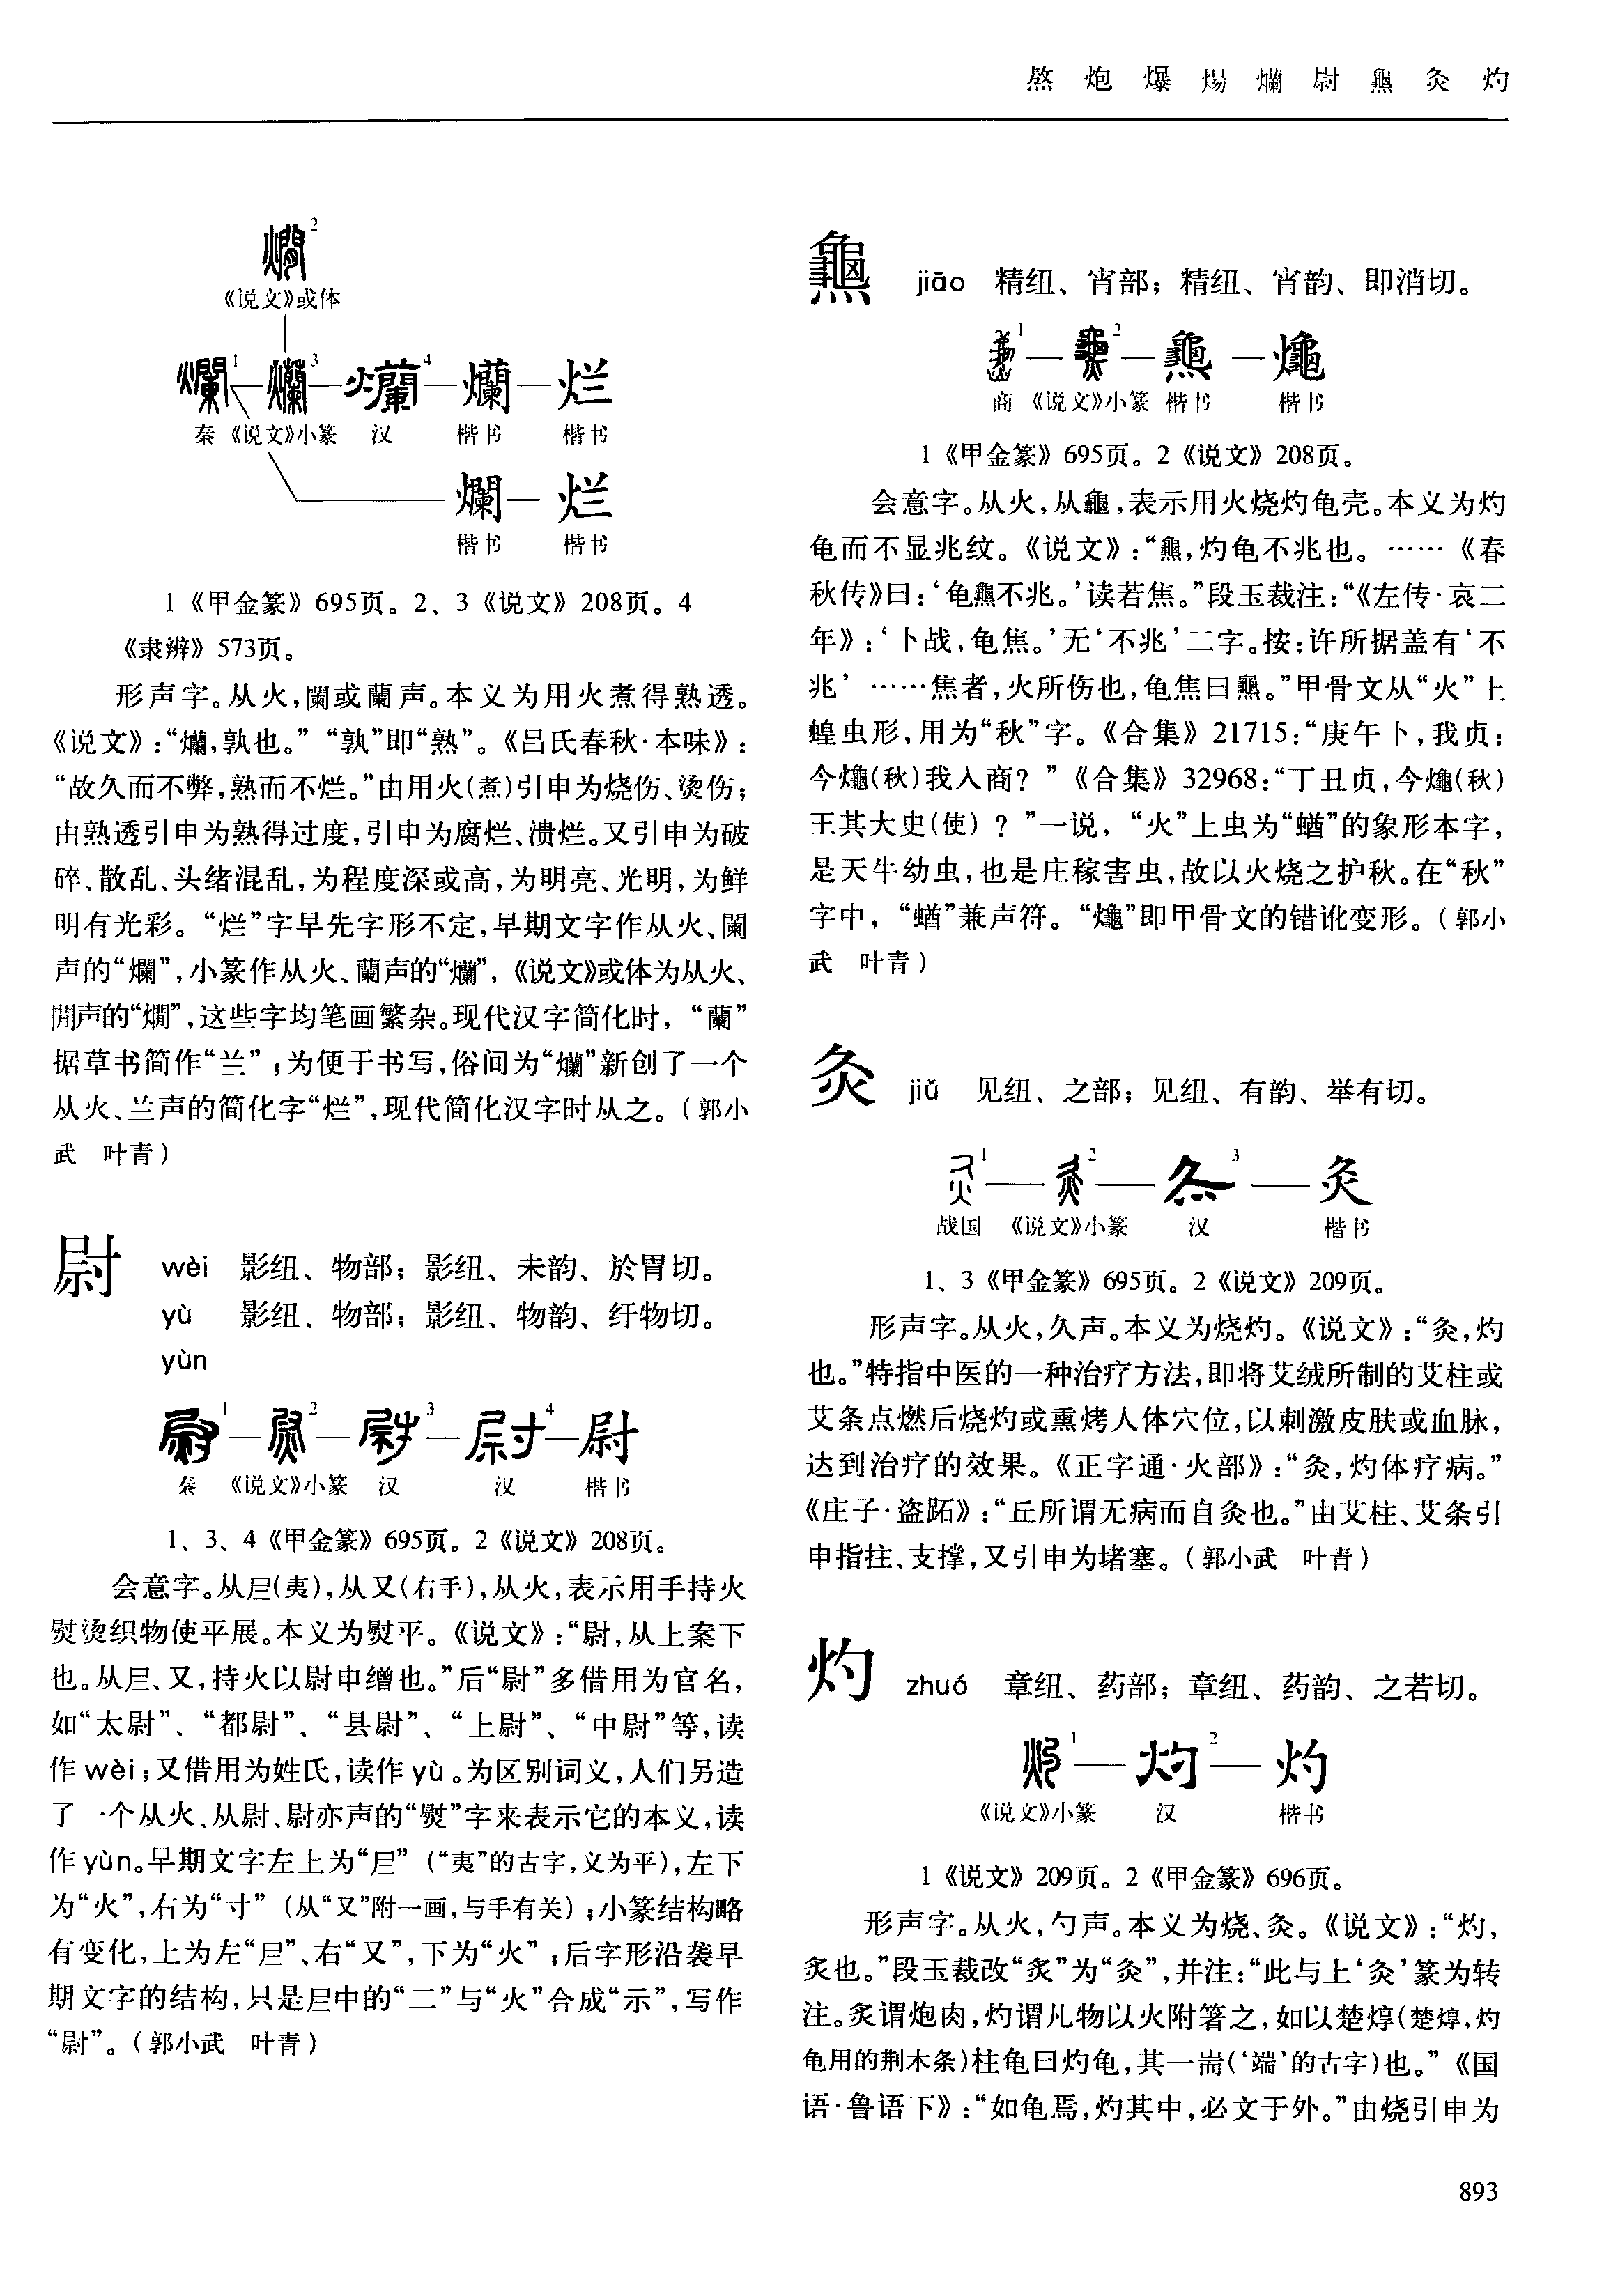 熬 炮 爆 煬 爛 尉 𤒅 灸 灼
2
《说文》或体
1 3 4
爛 — 烂
秦 《说文》小篆 汉 楷书 楷书
爛 — 烂
楷书 楷书
1《甲金篆》695页。2、3《说文》208页。4
《隶辨》573页。
形声字。从火,闌或蘭声。本义为用火煮得熟透。
《说文》:“爤,孰也。”“孰”即“熟”。《吕氏春秋·本味》:
“故久而不弊,熟而不烂。”由用火(煮)引申为烧伤、烫伤;
由熟透引申为熟得过度,引申为腐烂、溃烂。又引申为破
碎、散乱、头绪混乱,为程度深或高,为明亮、光明,为鲜
明有光彩。“烂”字早先字形不定,早期文字作从火、闌
声的“爛”,小篆作从火、蘭声的“爤”,《说文》或体为从火、
閒声的“燗”,这些字均笔画繁杂。现代汉字简化时,“蘭”
据草书简作“兰”;为便于书写,俗间为“爤”新创了一个
从火、兰声的简化字“烂”,现代简化汉字时从之。(郭小
武 叶青)
尉 wèi 影纽、物部;影纽、未韵、於胃切。
yù 影纽、物部;影纽、物韵、纡物切。
yùn
1 2 3 4 尉
秦 《说文》小篆 汉 汉 楷书
1、3、4《甲金篆》695页。2《说文》208页。
会意字。从𡰥(夷),从又(右手),从火,表示用手持火
熨烫织物使平展。本义为熨平。《说文》:“尉,从上案下
也。从𡰥、又,持火以尉申缯也。”后“尉”多借用为官名,
如“太尉”、“都尉”、“县尉”、“上尉”、“中尉”等,读
作wèi;又借用为姓氏,读作yù。为区别词义,人们另造
了一个从火、从尉、尉亦声的“熨”字来表示它的本义,读
作yùn。早期文字左上为“𡰥”(“夷”的古字,义为平),左下
为“火”,右为“寸”(从“又”附一画,与手有关);小篆结构略
有变化,上为左“𡰥”、右“又”,下为“火”;后字形沿袭早
期文字的结构,只是𡰥中的“二”与“火”合成“示”,写作
“尉”。(郭小武 叶青)
𤒅 jiāo 精纽、宵部;精纽、宵韵、即消切。
1 2
商 《说文》小篆 楷书 楷书
1《甲金篆》695页。2《说文》208页。
会意字。从火,从龜,表示用火烧灼龟壳。本义为灼
龟而不显兆纹。《说文》:“𤒅,灼龟不兆也。……《春
秋传》曰:‘龟𤒅不兆。’读若焦。”段玉裁注:“《左传·哀二
年》:‘卜战,龟焦。’无‘不兆’二字。按:许所据盖有‘不
兆’……焦者,火所伤也,龟焦曰𤒅。”甲骨文从“火”上
蝗虫形,用为“秋”字。《合集》21715:“庚午卜,我贞:
今𤒅(秋)我入商?”《合集》32968:“丁丑贞,今𤒅(秋)
王其大史(使)?”一说,“火”上虫为“蝤”的象形本字,
是天牛幼虫,也是庄稼害虫,故以火烧之护秋。在“秋”
字中,“蝤”兼声符。“𤒅”即甲骨文的错讹变形。(郭小
武 叶青)
灸 jiǔ 见纽、之部;见纽、有韵、举有切。
1 2 3 灸
战国 《说文》小篆 汉 楷书
1、3《甲金篆》695页。2《说文》209页。
形声字。从火,久声。本义为烧灼。《说文》:“灸,灼
也。”特指中医的一种治疗方法,即将艾绒所制的艾柱或
艾条点燃后烧灼或熏烤人体穴位,以刺激皮肤或血脉,
达到治疗的效果。《正字通·火部》:“灸,灼体疗病。”
《庄子·盗跖》:“丘所谓无病而自灸也。”由艾柱、艾条引
申指拄、支撑,又引申为堵塞。(郭小武 叶青)
灼 zhuó 章纽、药部;章纽、药韵、之若切。
1 2 灼
《说文》小篆 汉 楷书
1《说文》209页。2《甲金篆》696页。
形声字。从火,勺声。本义为烧、灸。《说文》:“灼,
炙也。”段玉裁改“炙”为“灸”,并注:“此与上‘灸’篆为转
注。炙谓炮肉,灼谓凡物以火附箸之,如以楚焞(楚焞,灼
龟用的荆木条)柱龟曰灼龟,其一耑(‘端’的古字)也。”《国
语·鲁语下》:“如龟焉,灼其中,必文于外。”由烧引申为
893